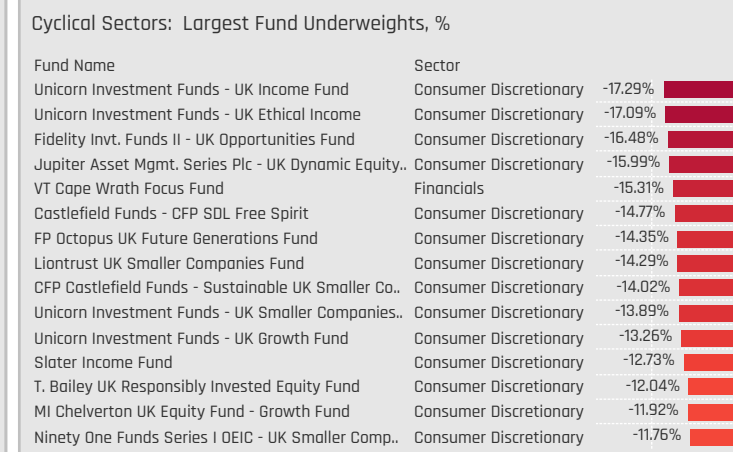 Cyclical Sectors: Largest Fund Underweights, %
Fund Name Sector
Unicorn Investment Funds - UK Income Fund Consumer Discretionary -17.29%
Unicorn Investment Funds - UK Ethical Income Consumer Discretionary -17.09%
Fidelity Invt. Funds II - UK Opportunities Fund Consumer Discretionary -16.48%
Jupiter Asset Mgmt. Series Plc - UK Dynamic Equity.. Consumer Discretionary -15.99%
VT Cape Wrath Focus Fund Financials -15.31%
Castlefield Funds - CFP SDL Free Spirit Consumer Discretionary -14.77%
FP Octopus UK Future Generations Fund Consumer Discretionary -14.35%
Liontrust UK Smaller Companies Fund Consumer Discretionary -14.29%
CFP Castlefield Funds - Sustainable UK Smaller Co.. Consumer Discretionary -14.02%
Unicorn Investment Funds - UK Smaller Companies.. Consumer Discretionary -13.89%
Unicorn Investment Funds - UK Growth Fund Consumer Discretionary -13.26%
Slater Income Fund Consumer Discretionary -12.73%
T. Bailey UK Responsibly Invested Equity Fund Consumer Discretionary -12.04%
MI Chelverton UK Equity Fund - Growth Fund Consumer Discretionary -11.92%
Ninety One Funds Series I OEIC - UK Smaller Comp.. Consumer Discretionary -11.76%